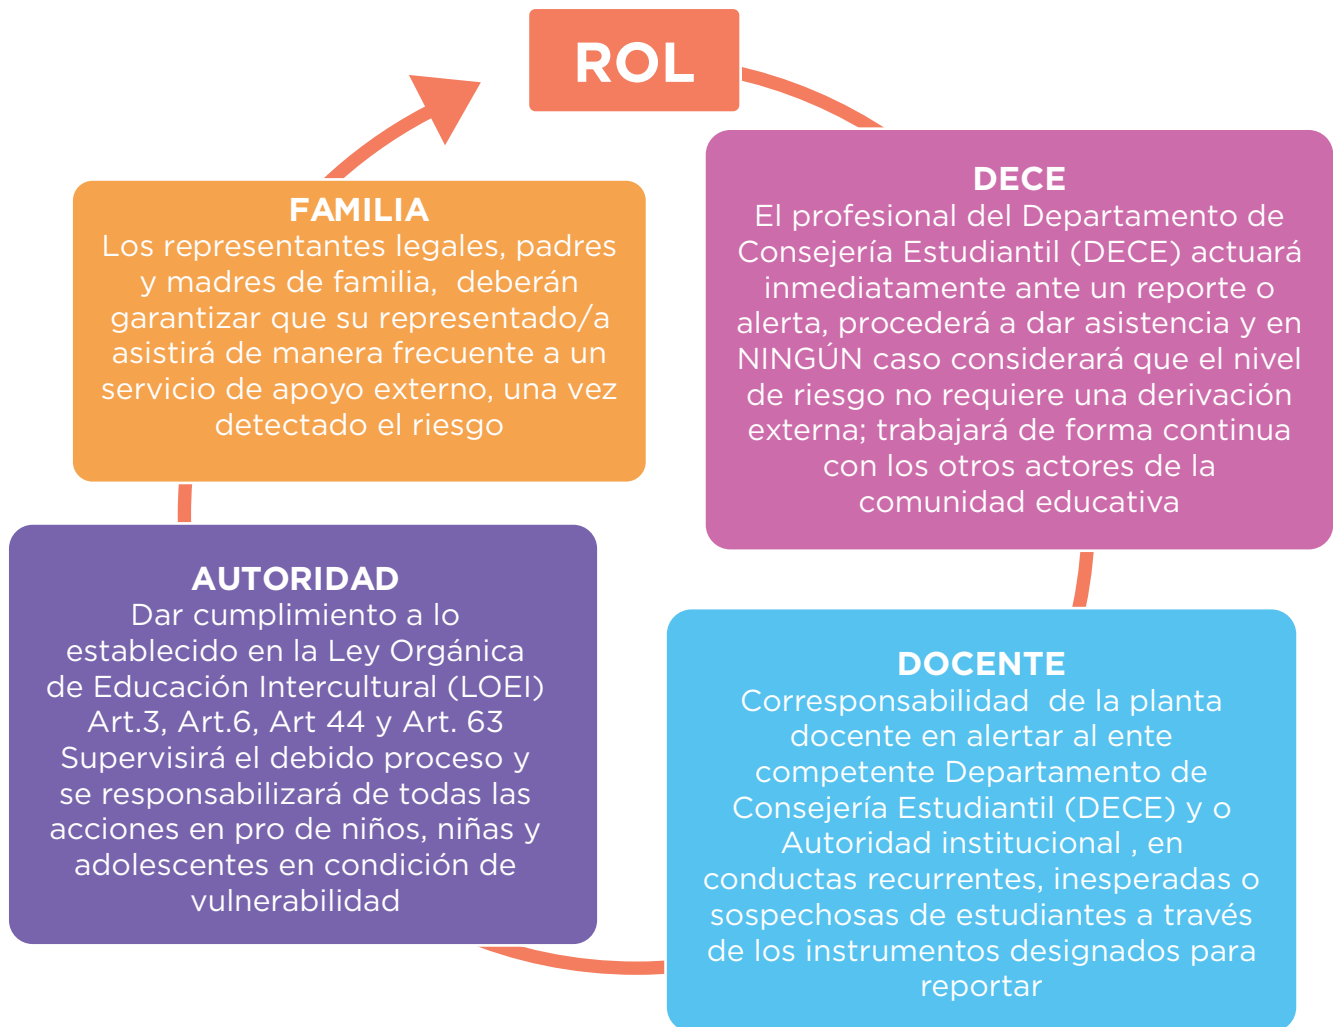 ROL
DECE
El profesional del Departamento de
Consejería Estudiantil (DECE) actuará
inmediatamente ante un reporte o
alerta, procederá a dar asistencia y en
NINGÚN caso considerará que el nivel
de riesgo no requiere una derivación
externa; trabajará de forma continua
con los otros actores de la
comunidad educativa
DOCENTE
Corresponsabilidad de la planta
docente en alertar al ente
competente Departamento de
Consejería Estudiantil (DECE) y o
Autoridad institucional , en
conductas recurrentes, inesperadas o
sospechosas de estudiantes a través
de los instrumentos designados para
reportar
AUTORIDAD
Dar cumplimiento a lo
establecido en la Ley Orgánica
de Educación Intercultural (LOEI)
Art.3, Art.6, Art 44 y Art. 63
Supervisirá el debido proceso y
se responsabilizará de todas las
acciones en pro de niños, niñas y
adolescentes en condición de
vulnerabilidad
FAMILIA
Los representantes legales, padres
y madres de familia, deberán
garantizar que su representado/a
asistirá de manera frecuente a un
servicio de apoyo externo, una vez
detectado el riesgo